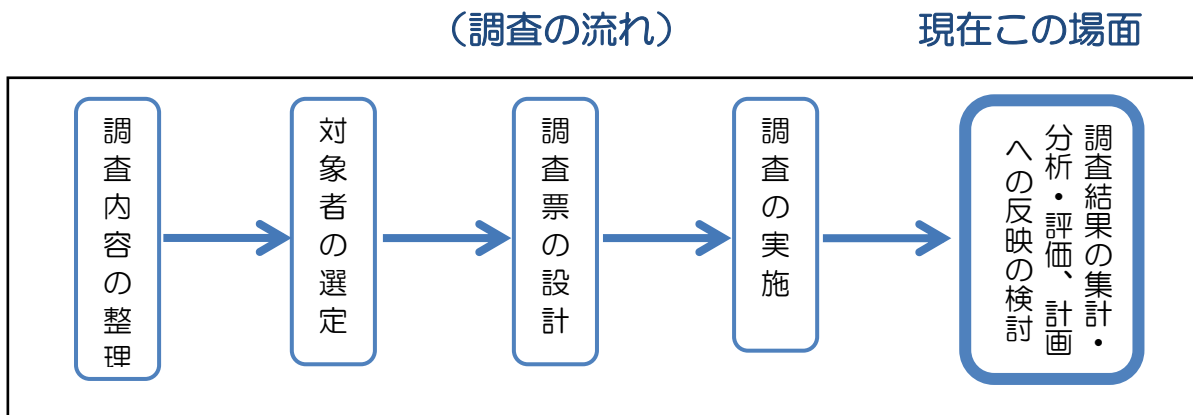 （調査の流れ）
現在この場面
調査内容の整理
対象者の選定
調査票の設計
調査の実施
調査結果の集計・
分析・評価、計画
への反映の検討